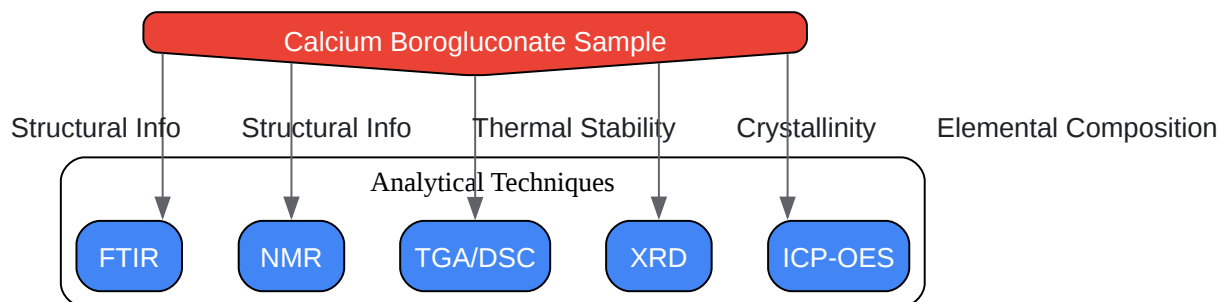 Calcium Borogluconate Sample
Structural Info Structural Info Thermal Stability Crystallinity Elemental Composition
Analytical Techniques
FTIR NMR TGA/DSC XRD ICP-OES